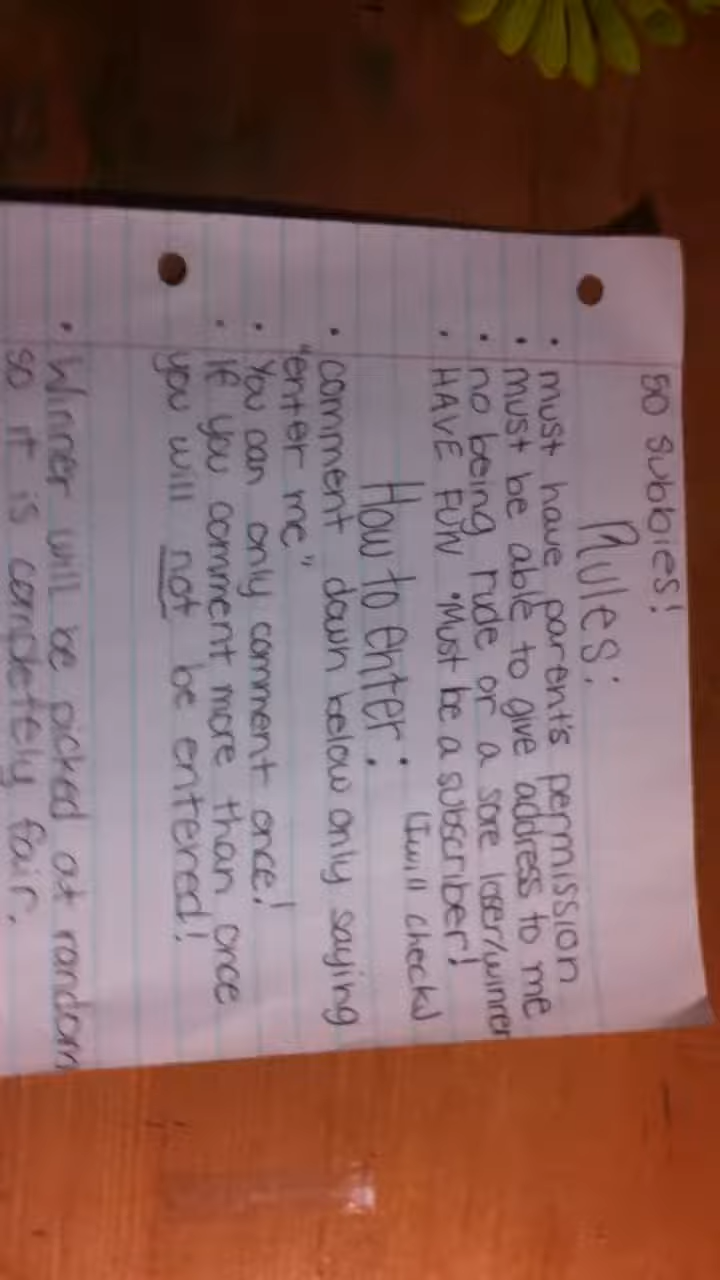 50 subbies!
Rules:
• must have parent's permission
• must be able to give address to me
• no being rude or a sore loser/winner
• HAVE FUN •Must be a subscriber!
(I will check)
How to enter:
• comment down below only saying
"enter me"
• You can only comment once!
• If you comment more than once
you will not be entered!
• Winner will be picked at random
so it is completely fair.